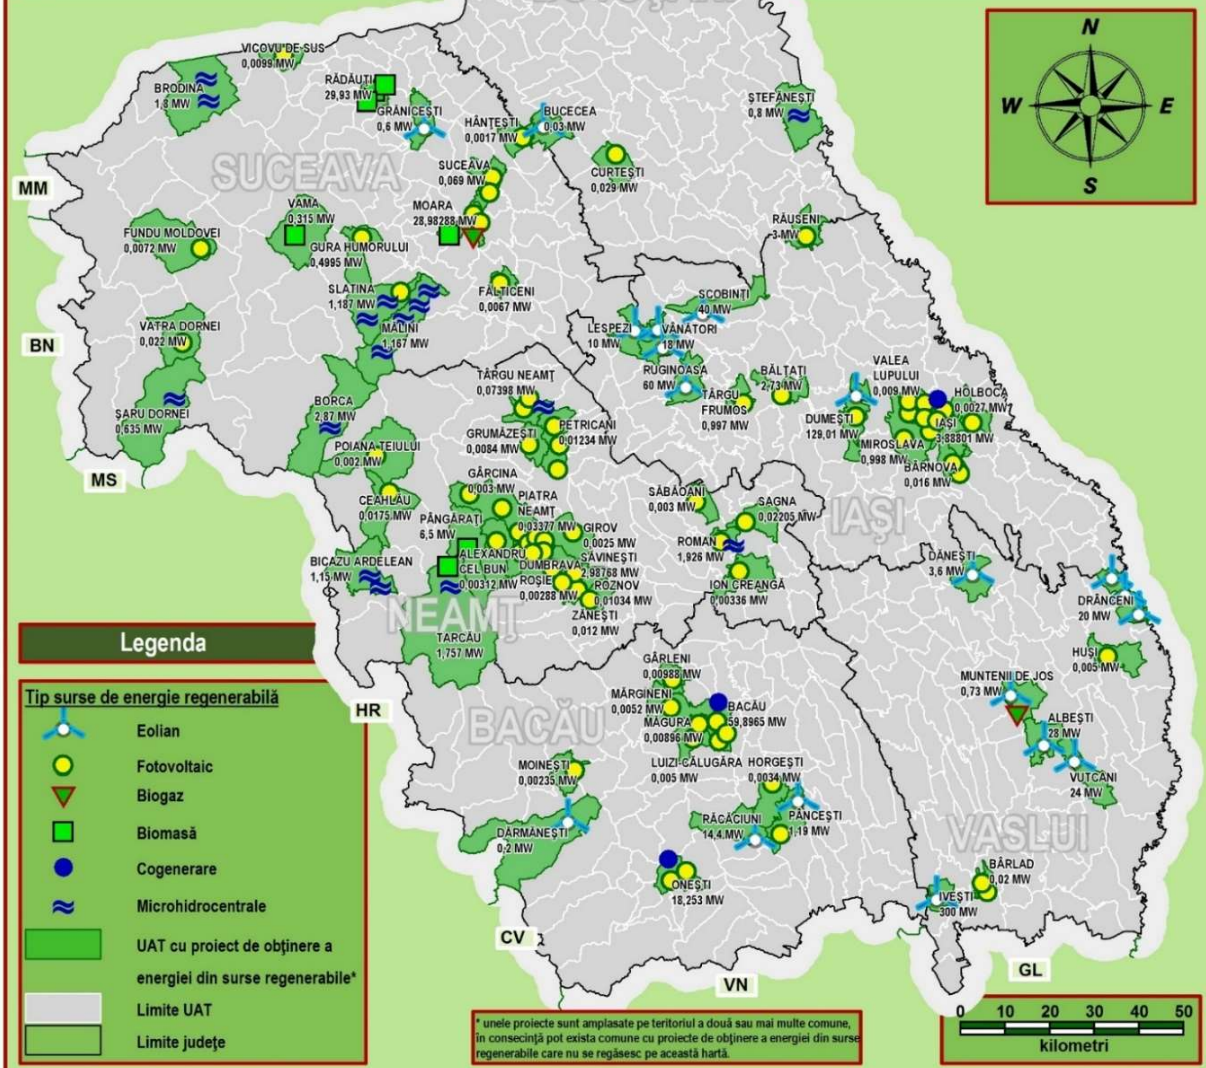 N
W
E
S
VICOVU DE SUS
0,0099 MW
BRODINA
1,8 MW
RĂDĂUȚI
29,93 MW
GRĂNICEȘTI
0,6 MW
HÂNȚEȘTI
0,0017 MW
BUCECEA
0,03 MW
ȘTEFĂNEȘTI
0,8 MW
CURTEȘTI
0,029 MW
SUCEAVA
SUCEAVA
0,069 MW
MM
VAMA
0,315 MW
MOARA
28,98288 MW
FUNDU MOLDOVEI
0,0072 MW
GURA HUMORULUI
0,4995 MW
RĂUSENI
3 MW
SLATINA
1,187 MW
FĂLTICENI
0,0067 MW
SCOBINȚI
40 MW
MĂLINI
1,167 MW
VATRA DORNEI
0,022 MW
BN
LESPEZI
10 MW
VÂNĂTORI
18 MW
RUGINOASA
60 MW
TÂRGU
FRUMOS
0,997 MW
BĂLȚAȚI
2,73 MW
VALEA
LUPULUI
0,009 MW
HOLBOCA
0,0027 MW
DUMEȘTI
129,01 MW
IAȘI
3,88801 MW
MIROSLAVA
0,998 MW
BÂRNOVA
0,016 MW
ȘARU DORNEI
0,635 MW
BORCA
2,87 MW
TÂRGU NEAMȚ
0,07398 MW
PETRICANI
0,01234 MW
GRUMĂZEȘTI
0,0084 MW
POIANA TEIULUI
0,002 MW
MS
CEAHLĂU
0,0175 MW
GÂRCINA
0,003 MW
PIATRA
NEAMȚ
0,03377 MW
PÂNGĂRAȚI
6,5 MW
GIROV
0,0025 MW
SĂBĂOANI
0,003 MW
SAGNA
0,02205 MW
IAȘI
ROMAN
1,926 MW
BICAZU ARDELEAN
1,15 MW
ALEXANDRU
CEL BUN
0,00312 MW
DUMBRAVA
ROȘIE
0,00288 MW
SĂVINEȘTI
2,98768 MW
ROZNOV
0,01034 MW
ZĂNEȘTI
0,012 MW
ION CREANGĂ
0,00336 MW
DĂNEȘTI
3,6 MW
DRÂNCENI
20 MW
NEAMȚ
TARCĂU
1,757 MW
HUȘI
0,005 MW
HR
GÂRLENI
0,00988 MW
MĂRGINENI
0,0052 MW
BACĂU
59,8965 MW
MĂGURA
0,00896 MW
BACĂU
LUIZI-CĂLUGĂRA
0,005 MW
MUNTENII DE JOS
0,73 MW
ALBEȘTI
28 MW
VUTCANI
24 MW
MOINEȘTI
0,00235 MW
HORGEȘTI
0,0034 MW
DĂRMĂNEȘTI
0,2 MW
RĂCĂCIUNI
14,4 MW
PÂNCEȘTI
1,19 MW
VASLUI
ONEȘTI
18,253 MW
BÂRLAD
0,02 MW
IVEȘTI
300 MW
CV
VN
GL
Legenda
Tip surse de energie regenerabilă
Eolian
Fotovoltaic
Biogaz
Biomasă
Cogenerare
Microhidrocentrale
UAT cu proiect de obținere a
energiei din surse regenerabile*
Limite UAT
Limite județe
* unele proiecte sunt amplasate pe teritoriul a două sau mai multe comune,
în consecință pot exista comune cu proiecte de obținere a energiei din surse
regenerabile care nu se regăsesc pe această hartă.
0 10 20 30 40 50
kilometri